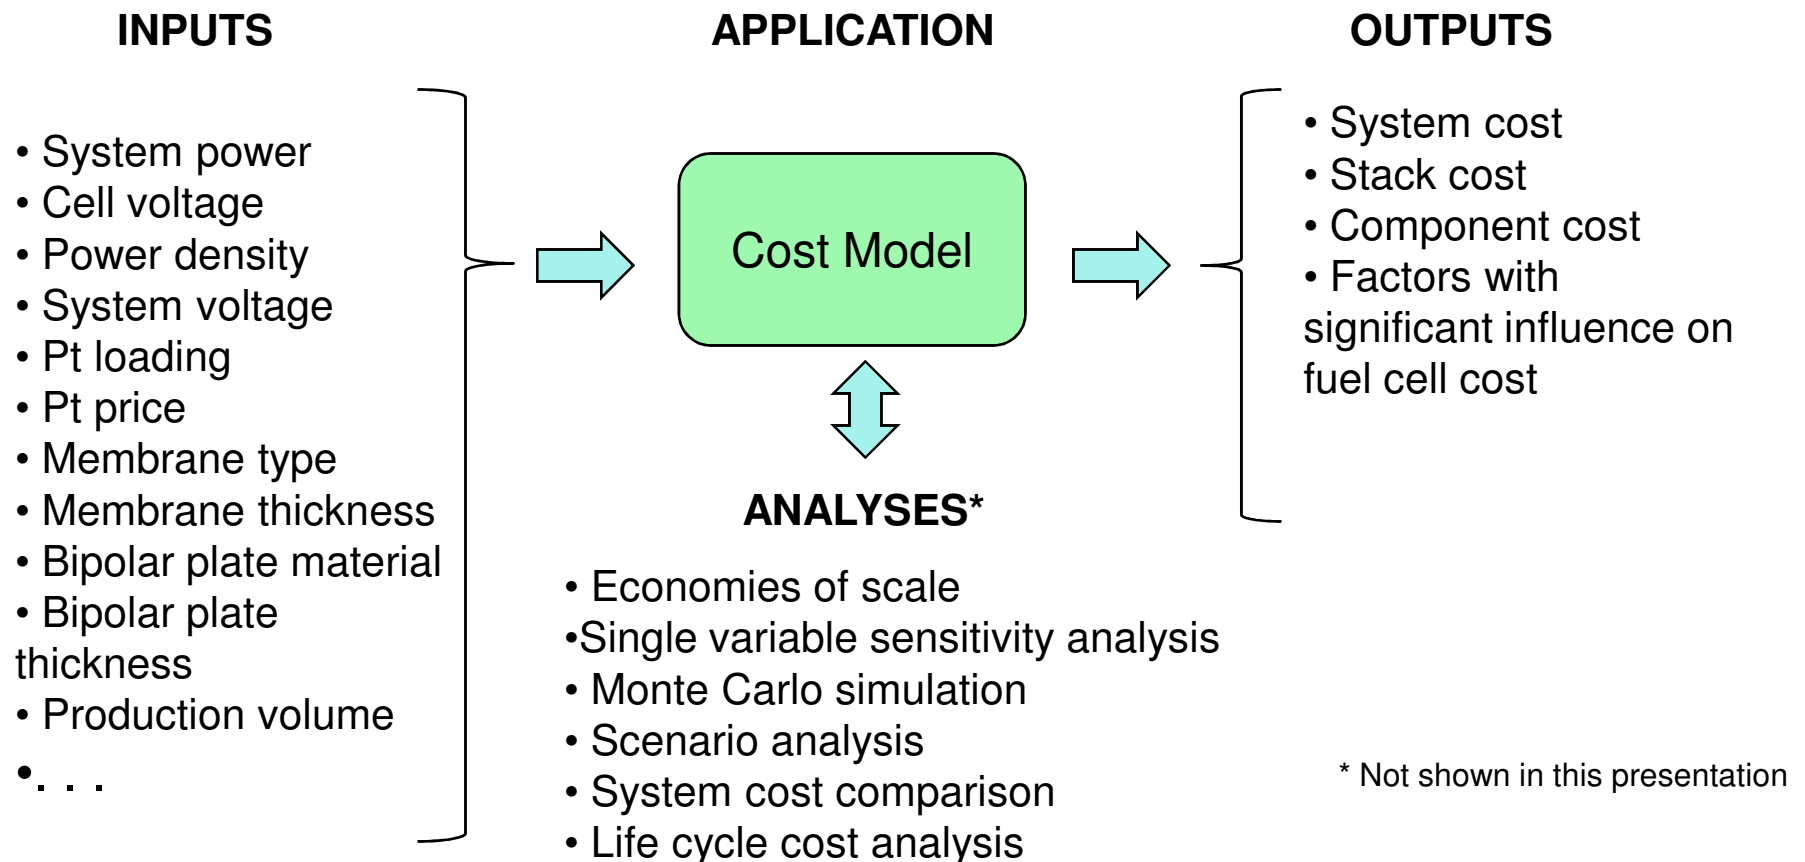 INPUTS
• System power
• Cell voltage
• Power density
• System voltage
• Pt loading
• Pt price
• Membrane type
• Membrane thickness
• Bipolar plate material
• Bipolar plate
thickness
• Production volume
•. . .
APPLICATION
Cost Model
ANALYSES*
• Economies of scale
•Single variable sensitivity analysis
• Monte Carlo simulation
• Scenario analysis
• System cost comparison
• Life cycle cost analysis
OUTPUTS
• System cost
• Stack cost
• Component cost
• Factors with
significant influence on
fuel cell cost
* Not shown in this presentation